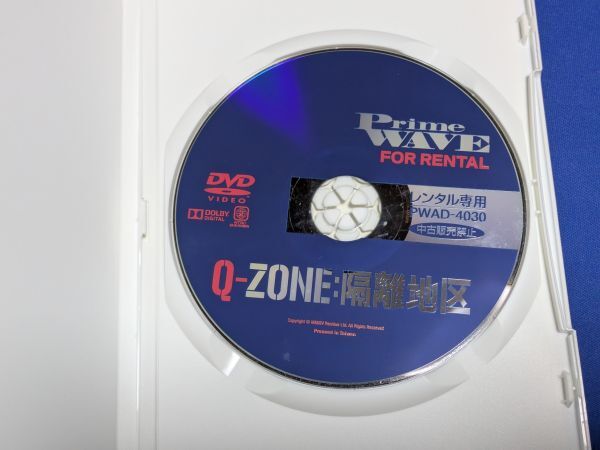 Prime
WAVE
FOR RENTAL
DVD
VIDEO
レンタル専用
PWAD-4030
中古販売禁止
DOLBY
DIGITAL
Q-ZONE:隔離地区